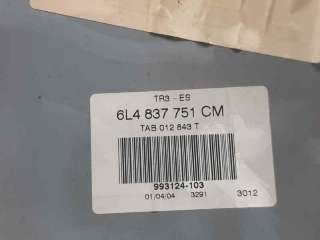 TR3 - ES
6L4 837 751 CM
TAB 012 843 T
993124-103
01/04/04 3291 3012